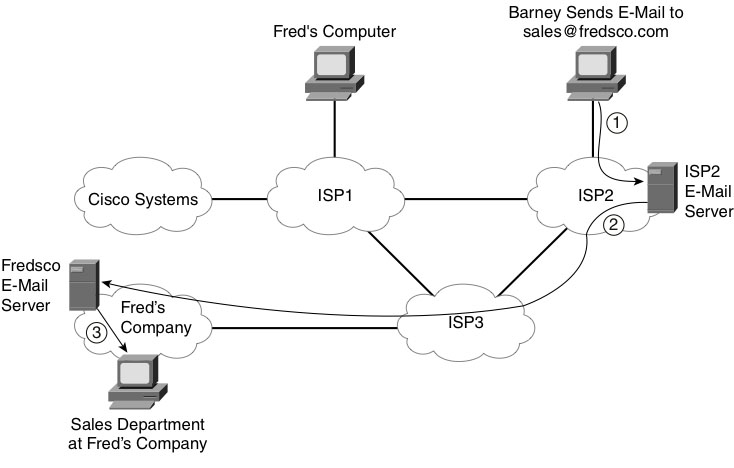 Fred's Computer
Barney Sends E-Mail to
sales@fredsco.com
1
Cisco Systems
ISP1
ISP2
ISP2
E-Mail
Server
2
Fredsco
E-Mail
Server
Fred's
Company
ISP3
3
Sales Department
at Fred's Company